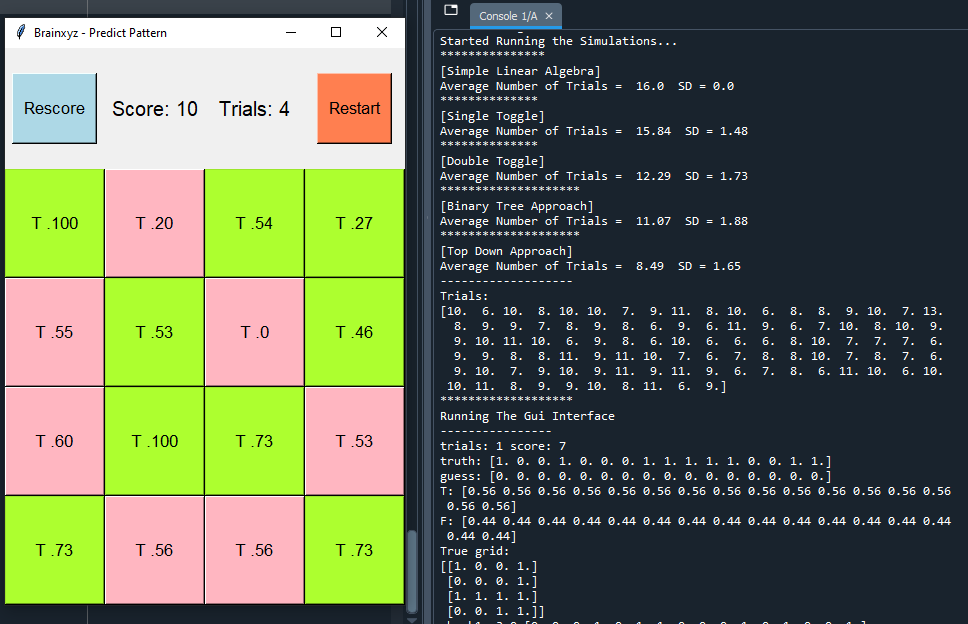 Brainxyz - Predict Pattern
Rescore Score: 10 Trials: 4 Restart
T .100 T .20 T .54 T .27
T .55 T .53 T .0 T .46
T .60 T .100 T .73 T .53
T .73 T .56 T .56 T .73
Console 1/A
Started Running the Simulations...
***************
[Simple Linear Algebra]
Average Number of Trials =  16.0  SD = 0.0
**************
[Single Toggle]
Average Number of Trials =  15.84  SD = 1.48
**************
[Double Toggle]
Average Number of Trials =  12.29  SD = 1.73
********************
[Binary Tree Approach]
Average Number of Trials =  11.07  SD = 1.88
********************
[Top Down Approach]
Average Number of Trials =  8.49  SD = 1.65
-------------------
Trials:
[10.  6. 10.  8. 10. 10.  7.  9. 11.  8. 10.  6.  8.  8.  9. 10.  7. 13.
8.  9.  9.  7.  8.  9.  8.  6.  9.  6. 11.  9.  6.  7. 10.  8. 10.  9.
9. 10. 11. 10.  6.  9.  8.  6. 10.  6.  6.  6.  8. 10.  7.  7.  7.  6.
9.  9.  8.  8. 11.  9. 11. 10.  7.  6.  7.  8.  8. 10.  7.  8.  7.  6.
9. 10.  7.  9. 10.  9. 11.  9. 11.  9.  6.  7.  8.  6. 11. 10.  6. 10.
10. 11.  8.  9.  9. 10.  8. 11.  6.  9.]
*******************
Running The Gui Interface
----------------
trials: 1 score: 7
truth: [1. 0. 0. 1. 0. 0. 0. 1. 1. 1. 1. 1. 0. 0. 1. 1.]
guess: [0. 0. 0. 0. 0. 0. 0. 0. 0. 0. 0. 0. 0. 0. 0. 0.]
T: [0.56 0.56 0.56 0.56 0.56 0.56 0.56 0.56 0.56 0.56 0.56 0.56 0.56 0.56
0.56 0.56]
F: [0.44 0.44 0.44 0.44 0.44 0.44 0.44 0.44 0.44 0.44 0.44 0.44 0.44 0.44
0.44 0.44]
True grid:
[[1. 0. 0. 1.]
[0. 0. 0. 1.]
[1. 1. 1. 1.]
[0. 0. 1. 1.]]